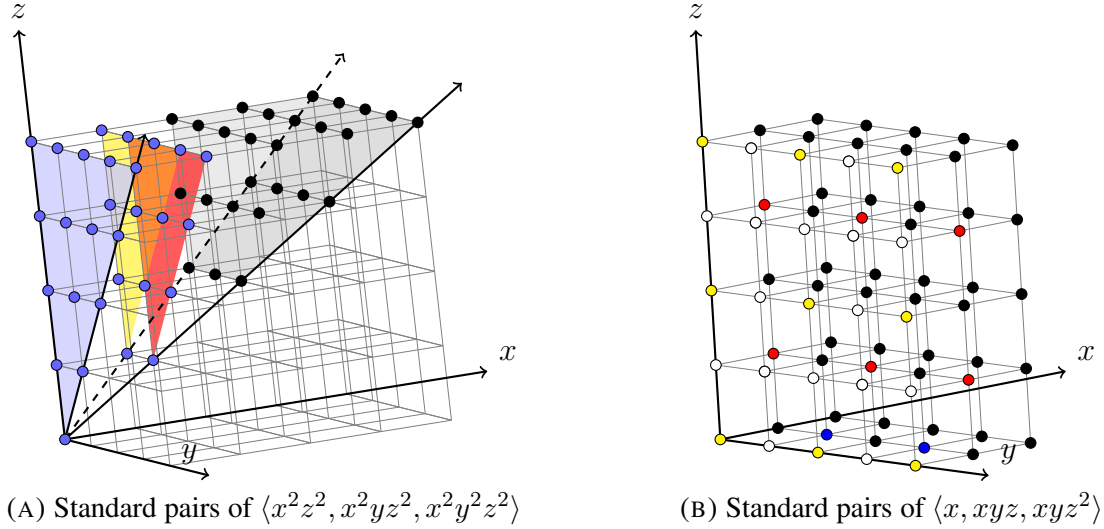 z
x
y
(A) Standard pairs of ⟨x²z², x²yz², x²y²z²⟩
z
x
y
(B) Standard pairs of ⟨x, xyz, xyz²⟩